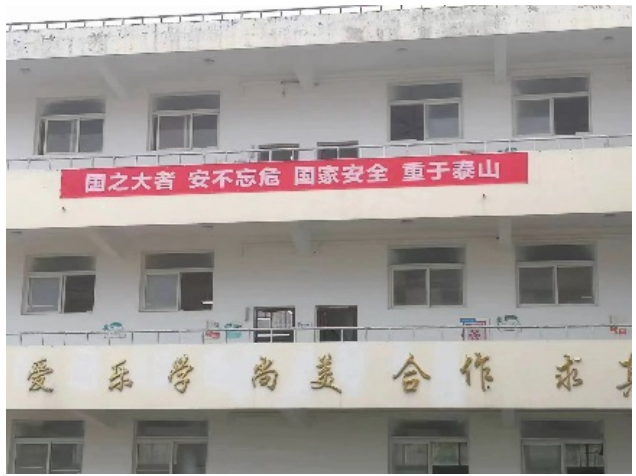 国之大者 安不忘危 国家安全 重于泰山
爱 乐学 尚美 合作 求